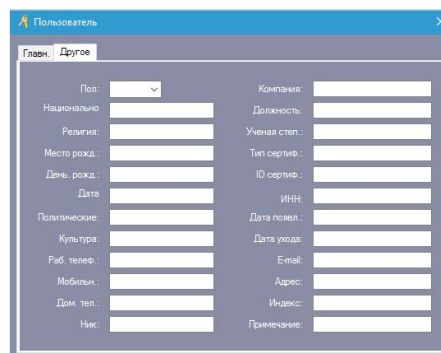 Пользователь
Главн. Другое
Пол:
Национально
Религия:
Место рожд.:
День. рожд.:
Дата
Политические:
Культура:
Раб. телеф.:
Мобильн.:
Дом. тел.:
Ник:
Компания:
Должность:
Ученая степ.:
Тип сертиф.:
ID сертиф.:
ИНН:
Дата появл.:
Дата ухода:
E-mail:
Адрес:
Индекс:
Примечание: